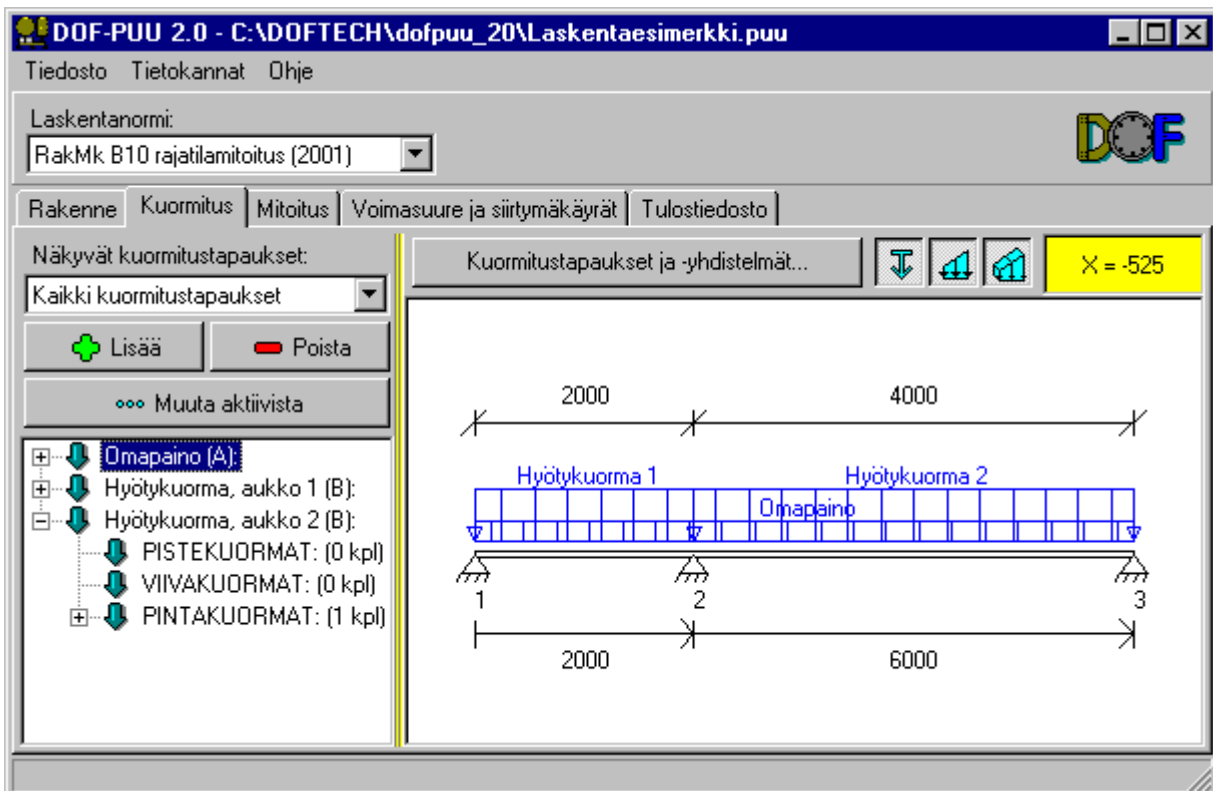 DOF-PUU 2.0 - C:\DOFTECH\dofpuu_20\Laskentaesimerkki.puu
Tiedosto Tietokannat Ohje
Laskentanormi:
RakMk B10 rajatilamitoitus (2001)
DOF
Rakenne Kuormitus Mitoitus Voimasuure ja siirtymäkäyrät Tulostiedosto
Näkyvät kuormitustapaukset:
Kaikki kuormitustapaukset
Lisää Poista
Muuta aktiivista
Omapaino (A):
Hyötykuorma, aukko 1 (B):
Hyötykuorma, aukko 2 (B):
PISTEKUORMAT: (0 kpl)
VIIVAKUORMAT: (0 kpl)
PINTAKUORMAT: (1 kpl)
Kuormitustapaukset ja -yhdistelmät... X = -525
2000 4000
Hyötykuorma 1 Hyötykuorma 2
Omapaino
1 2 3
2000 6000